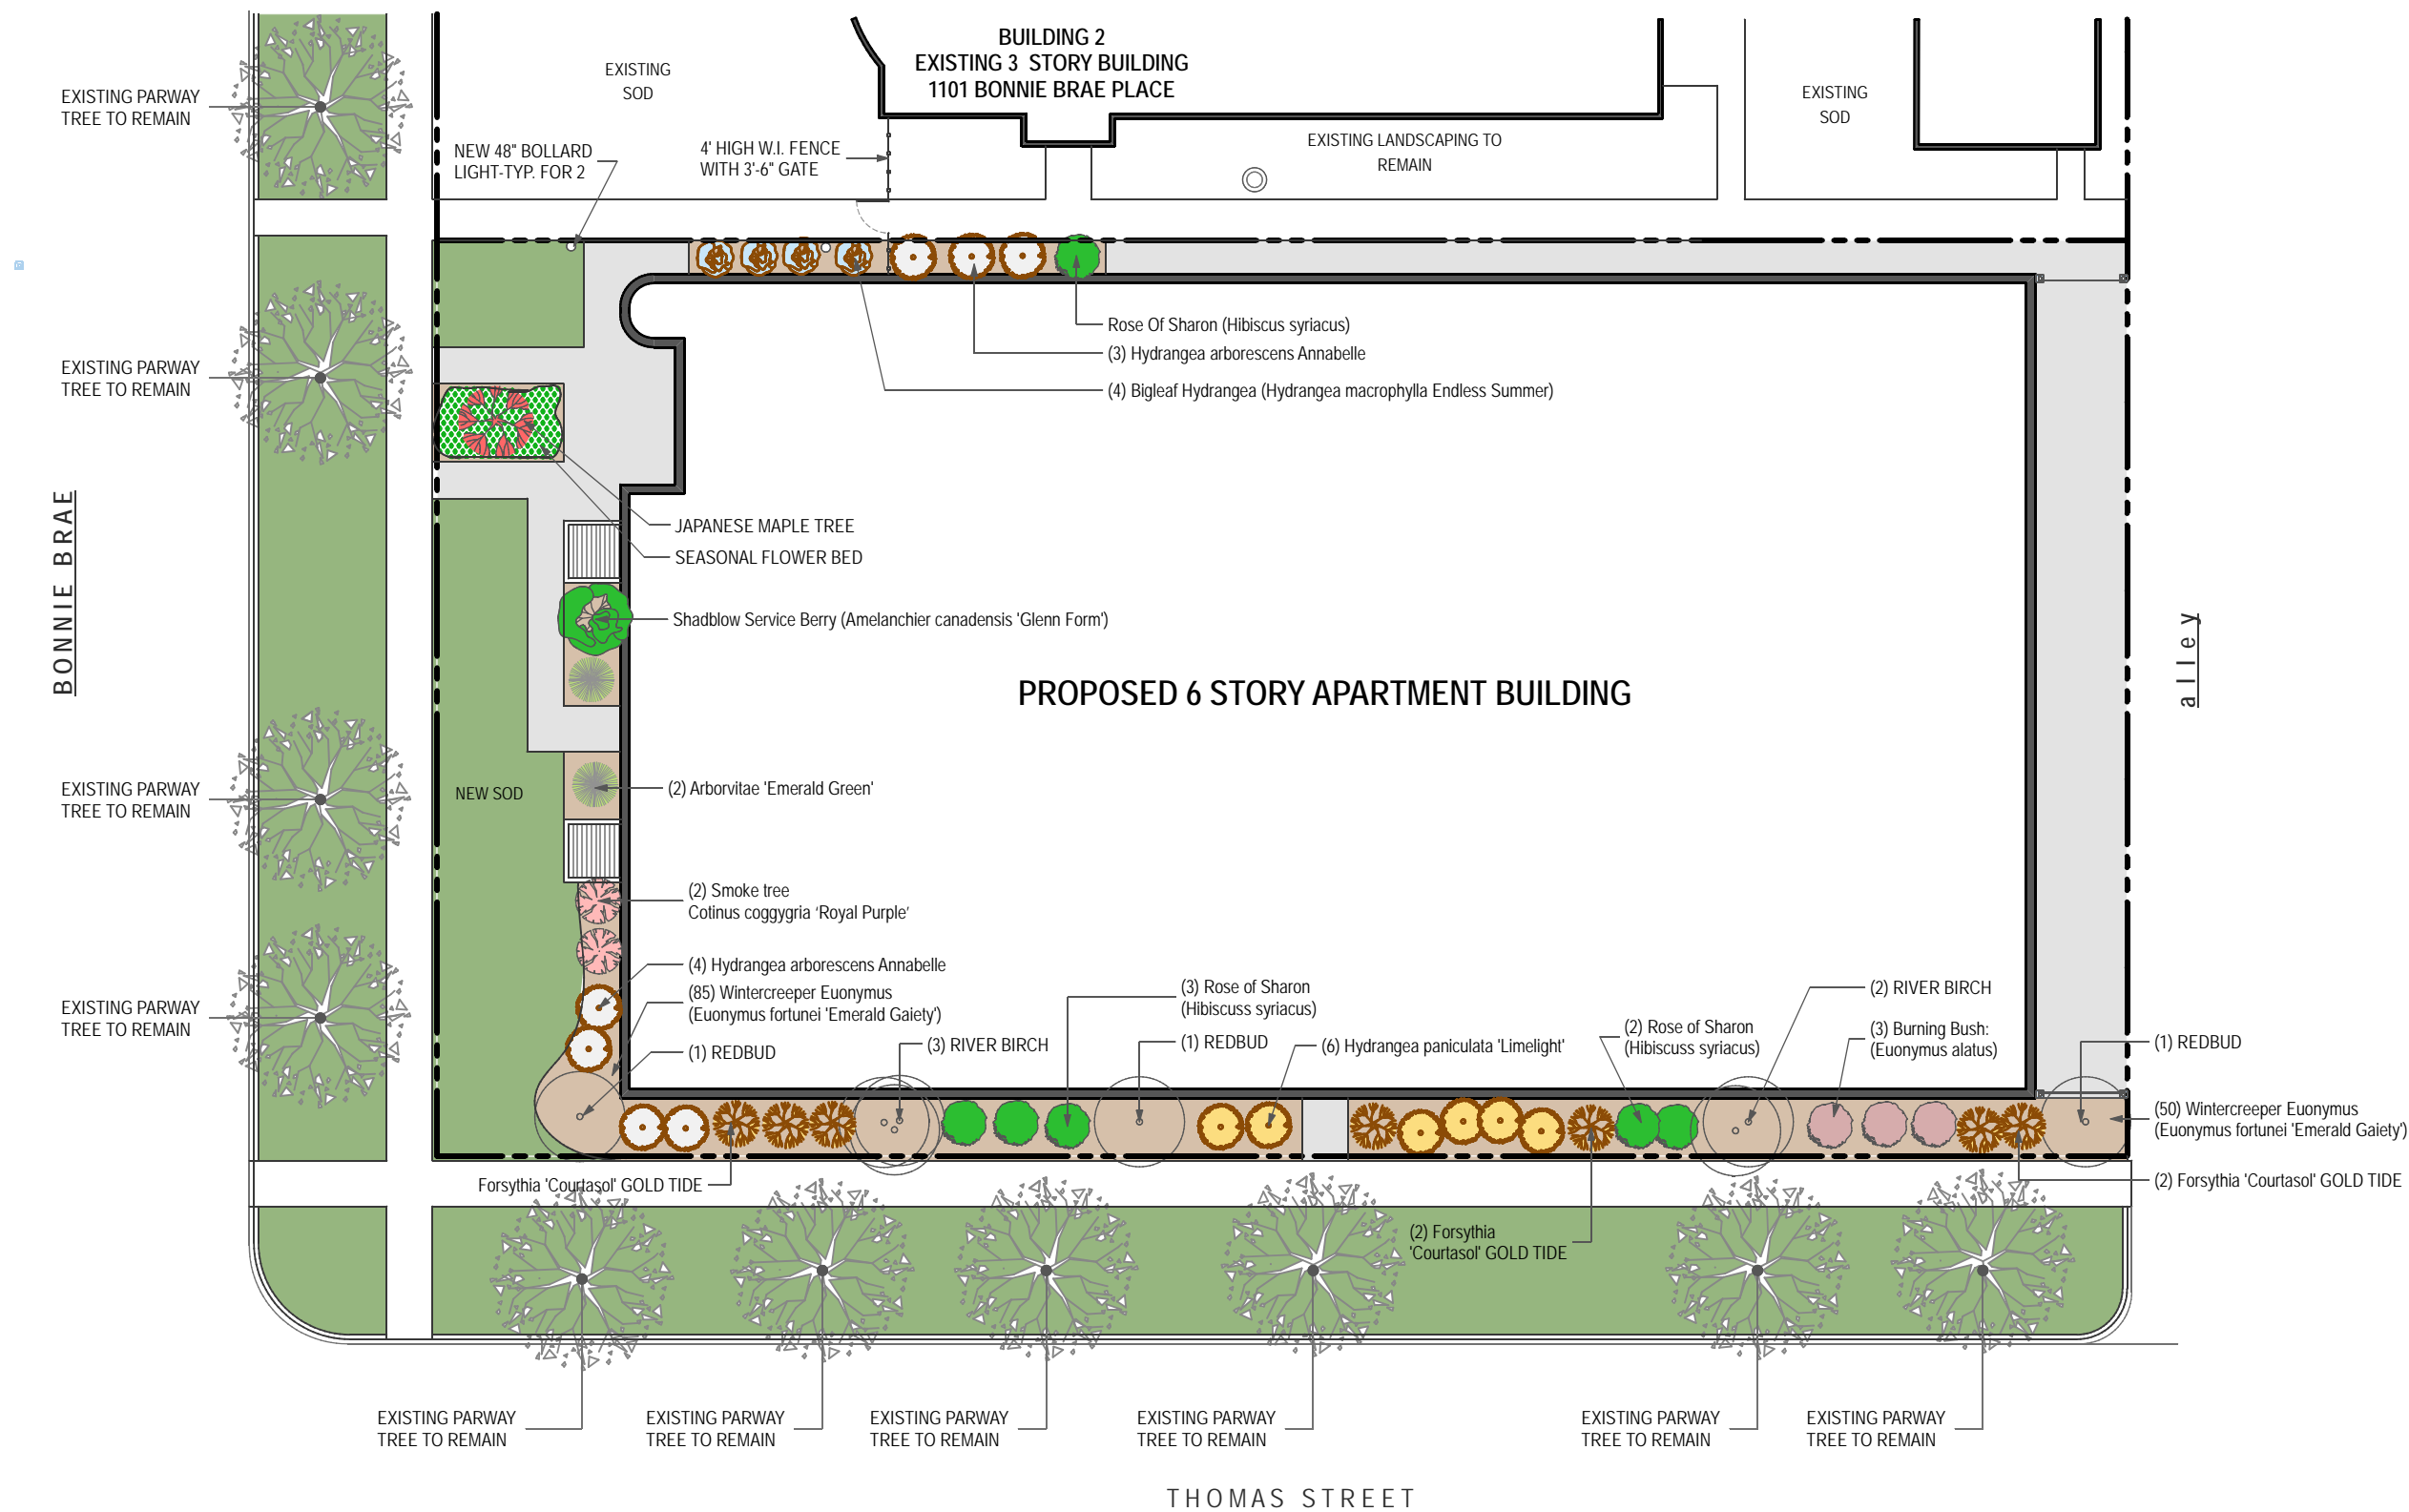 BUILDING 2
EXISTING 3 STORY BUILDING
1101 BONNIE BRAE PLACE
EXISTING
SOD
EXISTING
SOD
EXISTING PARWAY
TREE TO REMAIN
NEW 48" BOLLARD
LIGHT-TYP. FOR 2
4' HIGH W.I. FENCE
WITH 3'-6" GATE
EXISTING LANDSCAPING TO
REMAIN
Rose Of Sharon (Hibiscus syriacus)
(3) Hydrangea arborescens Annabelle
(4) Bigleaf Hydrangea (Hydrangea macrophylla Endless Summer)
EXISTING PARWAY
TREE TO REMAIN
BONNIE BRAE
JAPANESE MAPLE TREE
SEASONAL FLOWER BED
Shadblow Service Berry (Amelanchier canadensis 'Glenn Form')
PROPOSED 6 STORY APARTMENT BUILDING
alley
EXISTING PARWAY
TREE TO REMAIN
NEW SOD
(2) Arborvitae 'Emerald Green'
(2) Smoke tree
Cotinus coggygria ‘Royal Purple’
(4) Hydrangea arborescens Annabelle
(85) Wintercreeper Euonymus
(Euonymus fortunei 'Emerald Gaiety')
(1) REDBUD
EXISTING PARWAY
TREE TO REMAIN
(3) RIVER BIRCH
(3) Rose of Sharon
(Hibiscuss syriacus)
(1) REDBUD
(6) Hydrangea paniculata 'Limelight'
(2) Rose of Sharon
(Hibiscuss syriacus)
(2) RIVER BIRCH
(3) Burning Bush:
(Euonymus alatus)
(1) REDBUD
(50) Wintercreeper Euonymus
(Euonymus fortunei 'Emerald Gaiety')
Forsythia 'Courtasol' GOLD TIDE
(2) Forsythia 'Courtasol' GOLD TIDE
(2) Forsythia
'Courtasol' GOLD TIDE
EXISTING PARWAY
TREE TO REMAIN
EXISTING PARWAY
TREE TO REMAIN
EXISTING PARWAY
TREE TO REMAIN
EXISTING PARWAY
TREE TO REMAIN
EXISTING PARWAY
TREE TO REMAIN
EXISTING PARWAY
TREE TO REMAIN
THOMAS STREET